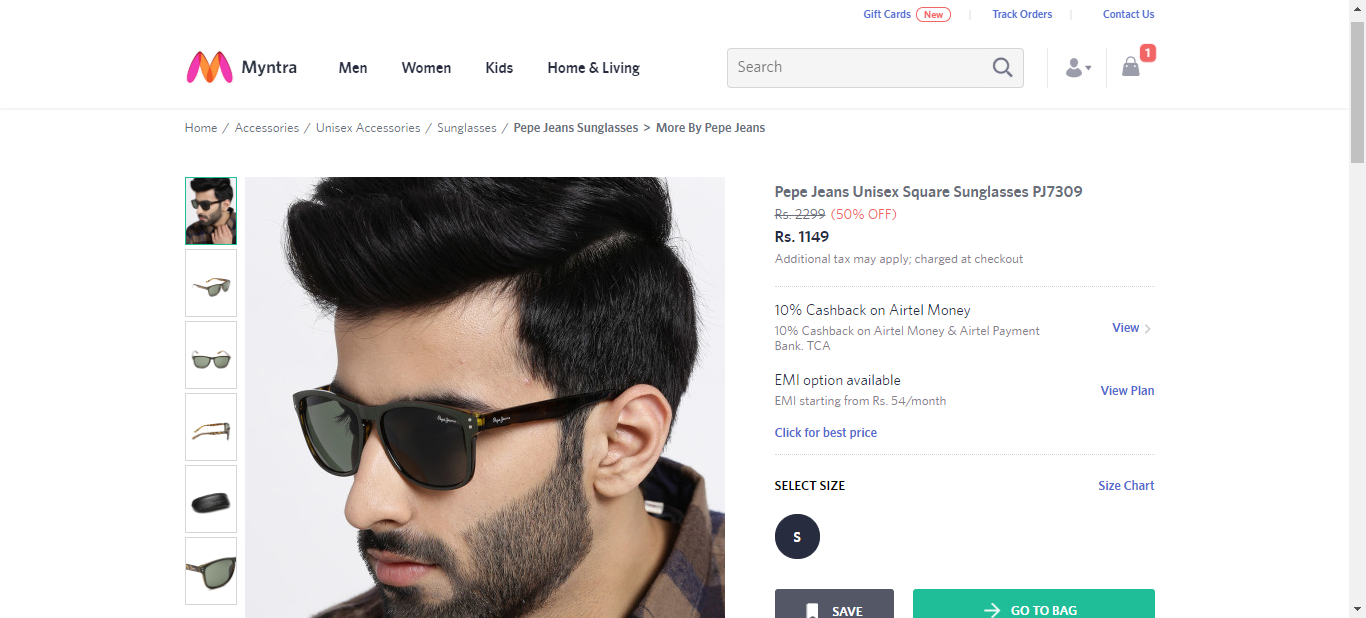 Gift Cards New | Track Orders | Contact Us
Myntra Men Women Kids Home & Living Search 1
Home / Accessories / Unisex Accessories / Sunglasses / Pepe Jeans Sunglasses > More By Pepe Jeans
Pepe Jeans Unisex Square Sunglasses PJ7309
Rs. 2299 (50% OFF)
Rs. 1149
Additional tax may apply; charged at checkout
10% Cashback on Airtel Money
10% Cashback on Airtel Money & Airtel Payment
Bank. TCA
View >
EMI option available
EMI starting from Rs. 54/month
View Plan
Click for best price
SELECT SIZE Size Chart
S
SAVE GO TO BAG
Pepe Jeans Pepe Jeans